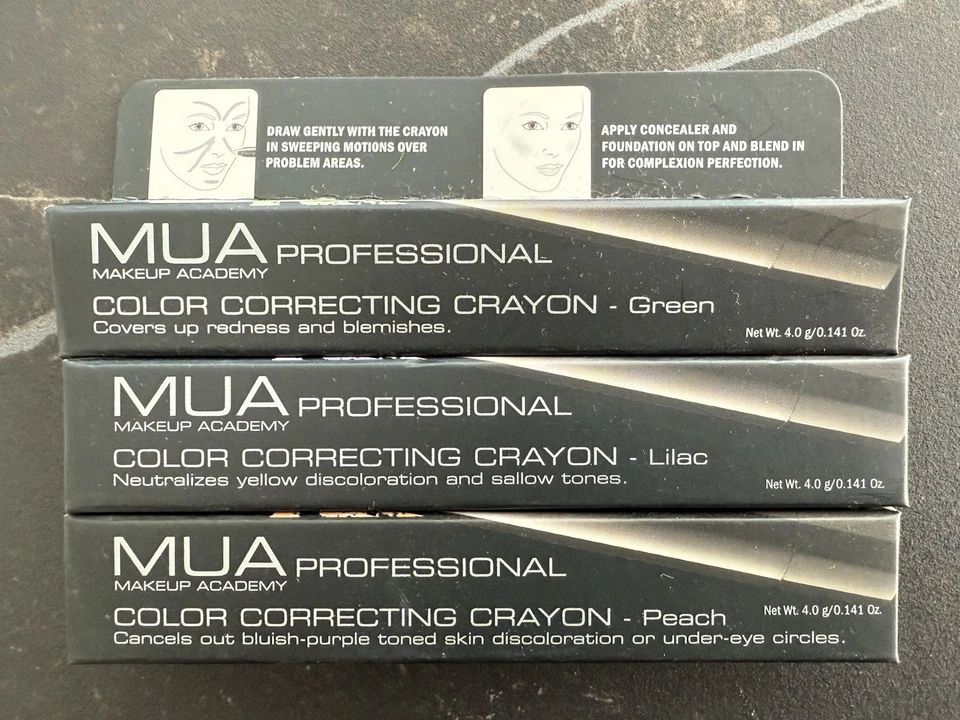 DRAW GENTLY WITH THE CRAYON
IN SWEEPING MOTIONS OVER
PROBLEM AREAS.
APPLY CONCEALER AND
FOUNDATION ON TOP AND BLEND IN
FOR COMPLEXION PERFECTION.
MUA PROFESSIONAL
MAKEUP ACADEMY
COLOR CORRECTING CRAYON - Green
Covers up redness and blemishes.
Net Wt. 4.0 g/0.141 Oz.
MUA PROFESSIONAL
MAKEUP ACADEMY
COLOR CORRECTING CRAYON - Lilac
Neutralizes yellow discoloration and sallow tones.
Net Wt. 4.0 g/0.141 Oz.
MUA PROFESSIONAL
MAKEUP ACADEMY
COLOR CORRECTING CRAYON - Peach
Net Wt. 4.0 g/0.141 Oz.
Cancels out bluish-purple toned skin discoloration or under-eye circles.